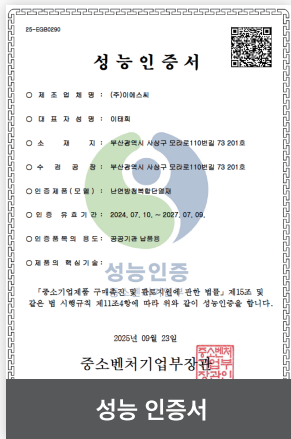 25-EGB0290
성능인증서
○ 제 조 업 체 명 : (주)이에스씨
○ 대 표 자 성 명 : 이태희
○ 소 재 지 : 부산광역시 사상구 모라로110번길 73 201호
○ 수 검 공 장 : 부산광역시 사상구 모라로110번길 73 201호
○ 인증제품(모델) : 난연방청복합단열재
○ 인증 유효기간 : 2024. 07. 10. ~ 2027. 07. 09.
○ 인증품목의 용도 : 공공기관 납품용
○ 제품의 핵심기술 :
성능인증
「중소기업제품 구매촉진 및 판로지원에 관한 법률」 제15조 및
같은 법 시행규칙 제11조4항에 따라 위와 같이 성능인증을 합니다.
2025년 09월 23일
중소벤처기업부장관
성능 인증서